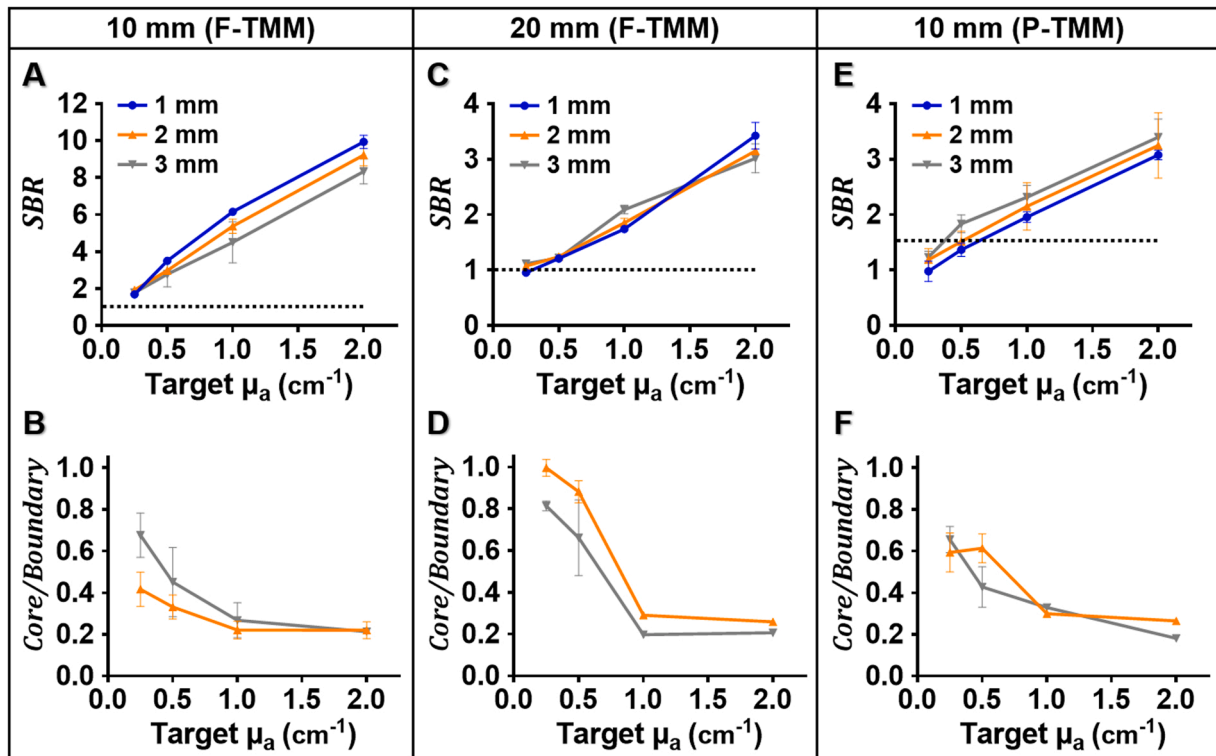 10 mm (F-TMM)
20 mm (F-TMM)
10 mm (P-TMM)
A
SBR
12
10
8
6
4
2
0
1 mm
2 mm
3 mm
0.0 0.5 1.0 1.5 2.0
Target μa (cm⁻¹)
C
SBR
4
3
2
1
0
1 mm
2 mm
3 mm
0.0 0.5 1.0 1.5 2.0
Target μa (cm⁻¹)
E
SBR
4
3
2
1
0
1 mm
2 mm
3 mm
0.0 0.5 1.0 1.5 2.0
Target μa (cm⁻¹)
B
Core/Boundary
1.0
0.8
0.6
0.4
0.2
0.0
0.0 0.5 1.0 1.5 2.0
Target μa (cm⁻¹)
D
Core/Boundary
1.0
0.8
0.6
0.4
0.2
0.0
0.0 0.5 1.0 1.5 2.0
Target μa (cm⁻¹)
F
Core/Boundary
1.0
0.8
0.6
0.4
0.2
0.0
0.0 0.5 1.0 1.5 2.0
Target μa (cm⁻¹)